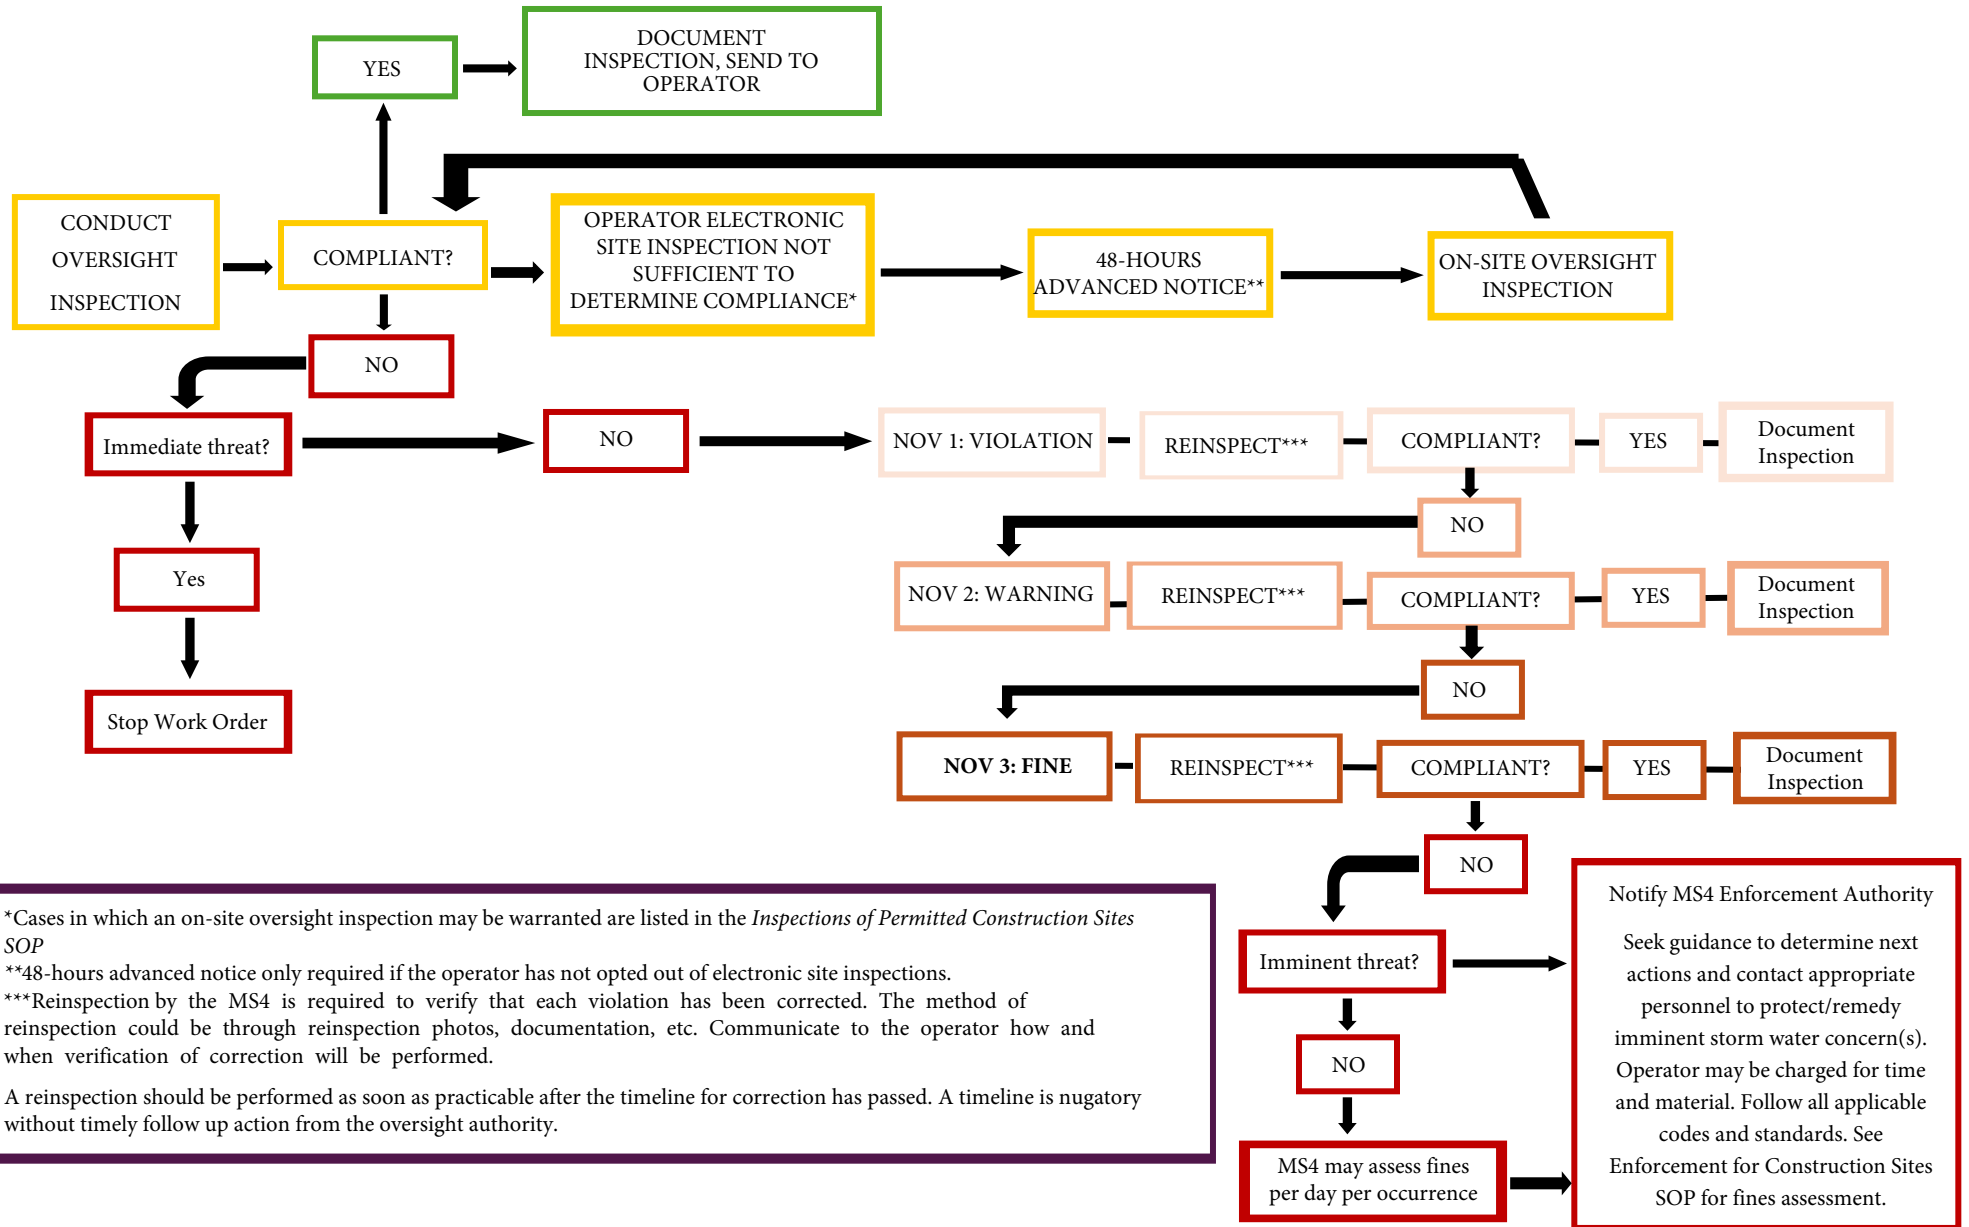 YES
DOCUMENT
INSPECTION, SEND TO
OPERATOR
CONDUCT
OVERSIGHT
INSPECTION
COMPLIANT?
OPERATOR ELECTRONIC
SITE INSPECTION NOT
SUFFICIENT TO
DETERMINE COMPLIANCE*
48-HOURS
ADVANCED NOTICE**
ON-SITE OVERSIGHT
INSPECTION
NO
Immediate threat?
NO
NOV 1: VIOLATION
REINSPECT***
COMPLIANT?
YES
Document
Inspection
NO
Yes
NOV 2: WARNING
REINSPECT***
COMPLIANT?
YES
Document
Inspection
NO
Stop Work Order
NOV 3: FINE
REINSPECT***
COMPLIANT?
YES
Document
Inspection
NO
Imminent threat?
NO
MS4 may assess fines
per day per occurrence
Notify MS4 Enforcement Authority
Seek guidance to determine next
actions and contact appropriate
personnel to protect/remedy
imminent storm water concern(s).
Operator may be charged for time
and material. Follow all applicable
codes and standards. See
Enforcement for Construction Sites
SOP for fines assessment.
*Cases in which an on-site oversight inspection may be warranted are listed in the Inspections of Permitted Construction Sites
SOP
**48-hours advanced notice only required if the operator has not opted out of electronic site inspections.
***Reinspection by the MS4 is required to verify that each violation has been corrected. The method of
reinspection could be through reinspection photos, documentation, etc. Communicate to the operator how and
when verification of correction will be performed.
A reinspection should be performed as soon as practicable after the timeline for correction has passed. A timeline is nugatory
without timely follow up action from the oversight authority.